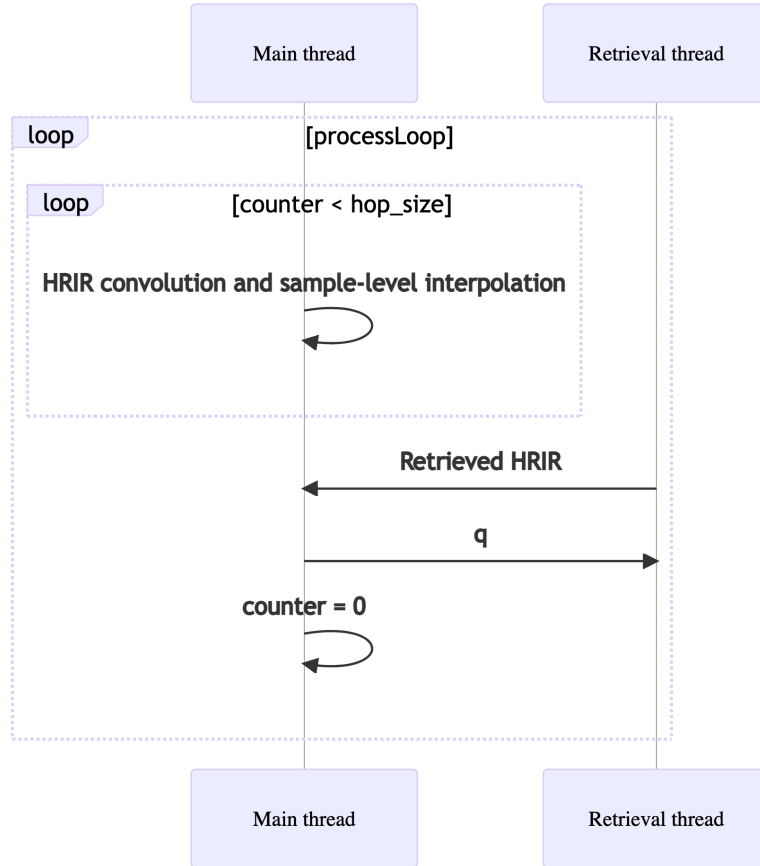 Main thread
Retrieval thread
loop
[processLoop]
loop
[counter < hop_size]
HRIR convolution and sample-level interpolation
Retrieved HRIR
q
counter = 0
Main thread
Retrieval thread